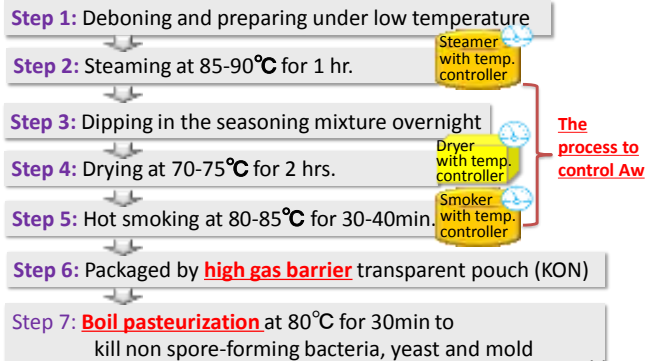 Step 1: Deboning and preparing under low temperature
Steamer
with temp.
controller
Step 2: Steaming at 85-90℃ for 1 hr.
Step 3: Dipping in the seasoning mixture overnight
The
process to
control Aw
Dryer
with temp.
controller
Step 4: Drying at 70-75℃ for 2 hrs.
Smoker
with temp.
controller
Step 5: Hot smoking at 80-85℃ for 30-40min.
Step 6: Packaged by high gas barrier transparent pouch (KON)
Step 7: Boil pasteurization at 80℃ for 30min to
kill non spore-forming bacteria, yeast and mold